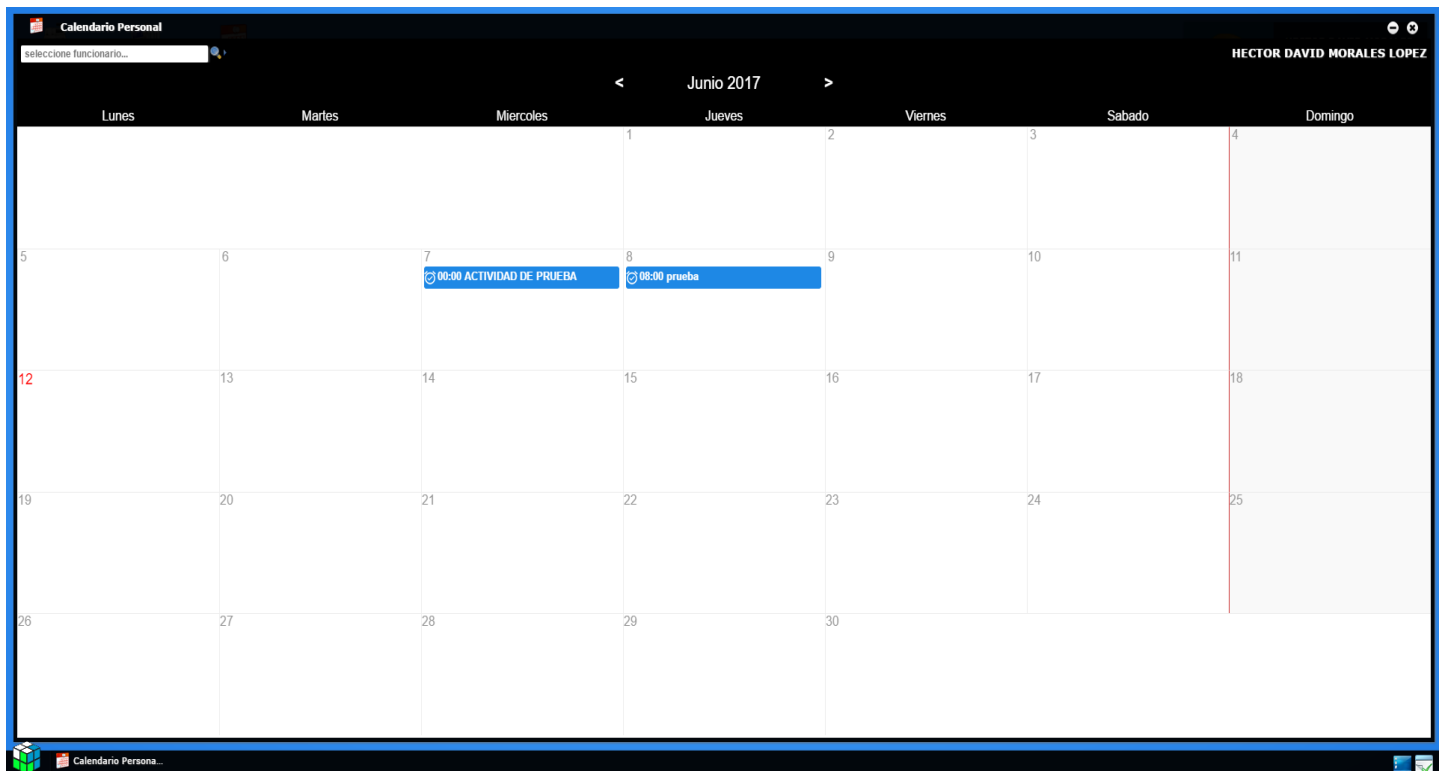 Calendario Personal
seleccione funcionario...
HECTOR DAVID MORALES LOPEZ
< Junio 2017 >
Lunes Martes Miercoles Jueves Viernes Sabado Domingo
1 2 3 4
5 6 7 8 9 10 11
00:00 ACTIVIDAD DE PRUEBA 08:00 prueba
12 13 14 15 16 17 18
19 20 21 22 23 24 25
26 27 28 29 30
Calendario Persona...